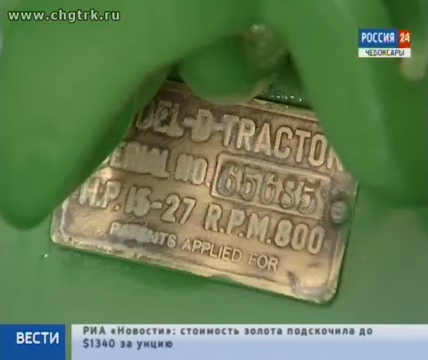 www.chgtrk.ru
РОССИЯ 24
ЧЕБОКСАРЫ
DEL-D-TRACTOR
SERIAL NO. 65685
H.P. 15-27 R.P.M. 800
PATENTS APPLIED FOR
ВЕСТИ
РИА «Новости»: стоимость золота подскочила до
$1340 за унцию